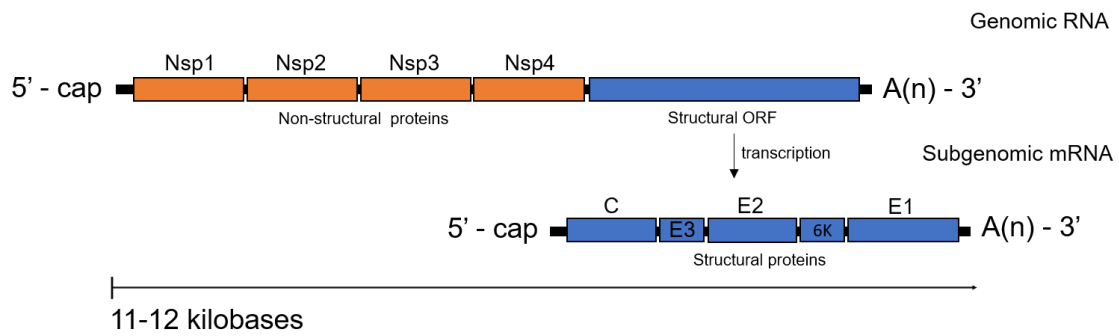 Genomic RNA
Nsp1 Nsp2 Nsp3 Nsp4
5’ - cap A(n) - 3’
Non-structural proteins Structural ORF
transcription
Subgenomic mRNA
C E2 E1
5’ - cap E3 6K A(n) - 3’
Structural proteins
11-12 kilobases